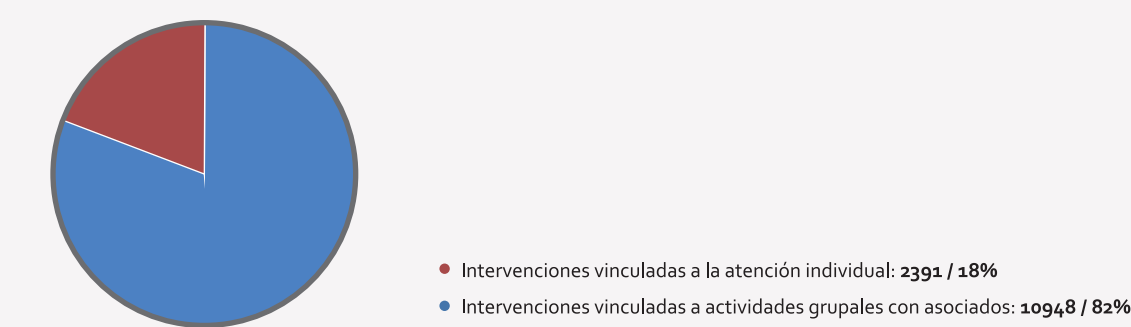 Intervenciones vinculadas a la atención individual: 2391 / 18%
Intervenciones vinculadas a actividades grupales con asociados: 10948 / 82%